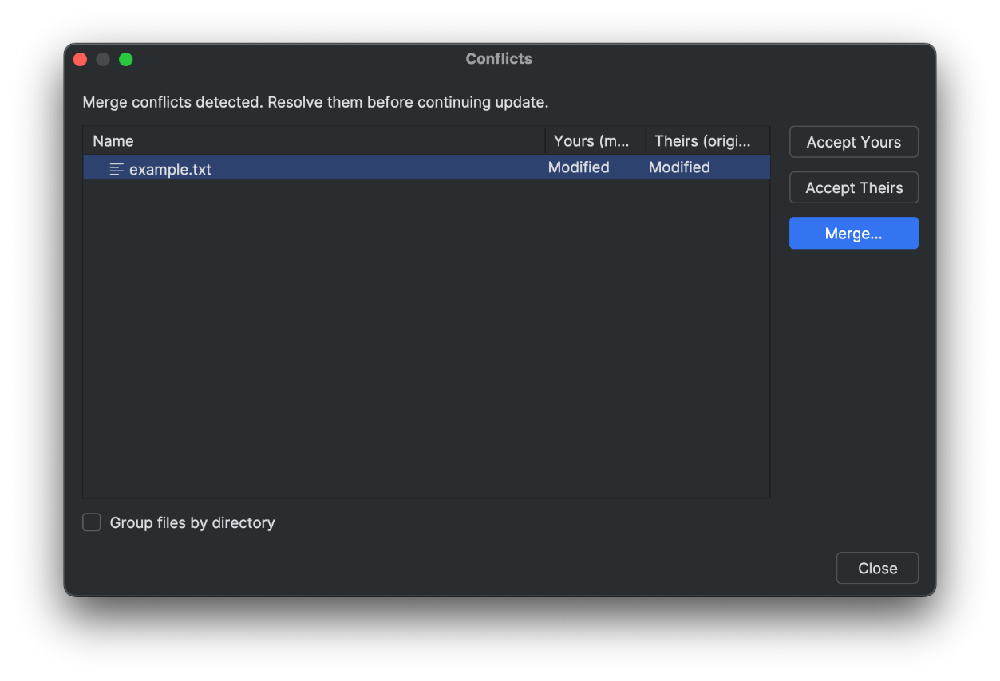 Conflicts
Merge conflicts detected. Resolve them before continuing update.
Name Yours (m... Theirs (origi...
example.txt Modified Modified
Accept Yours
Accept Theirs
Merge...
Group files by directory
Close